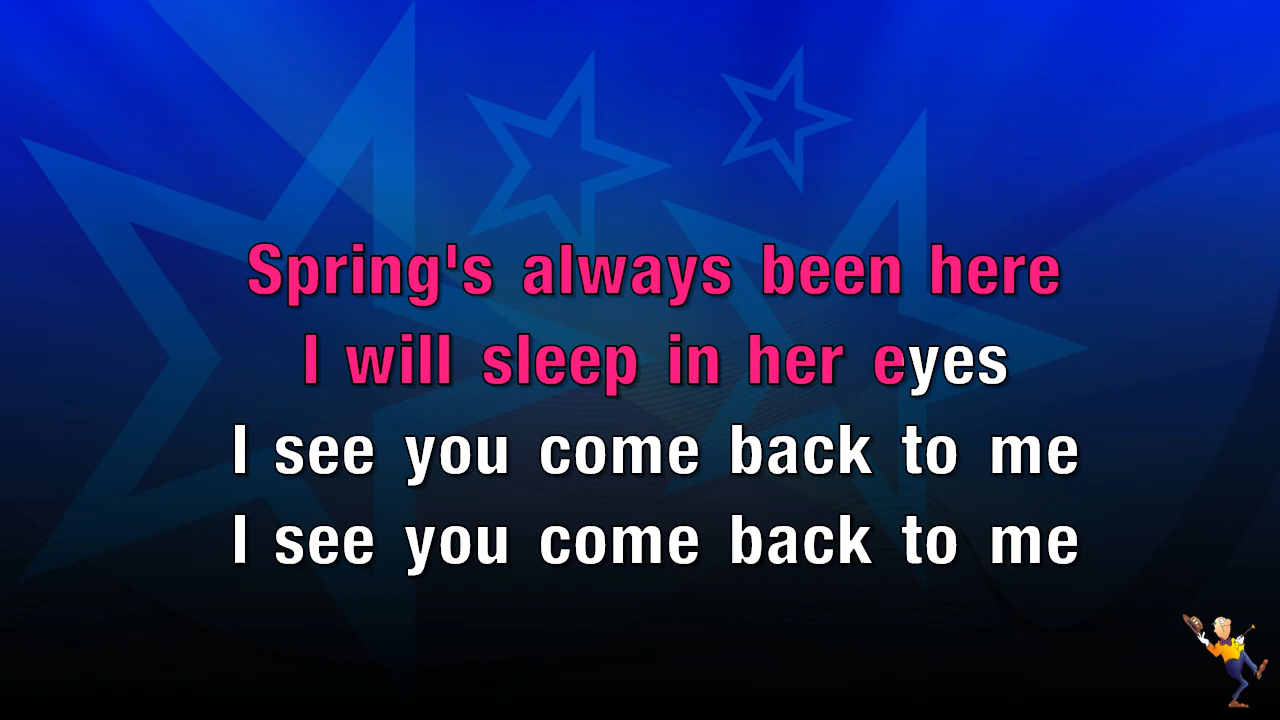 Spring's always been here
I will sleep in her eyes
I see you come back to me
I see you come back to me